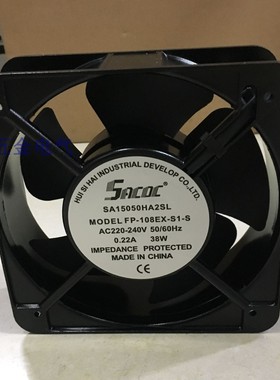 HUI SI HAI INDUSTRIAL DEVELOP CO.,LTD.
SACOC
SA15050HA2SL
MODEL FP-108EX-S1-S
AC220-240V 50/60Hz
0.22A 38W
IMPEDANCE PROTECTED
MADE IN CHINA
CE